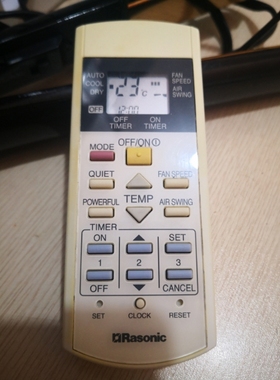 AUTO
COOL
DRY
23°C
FAN SPEED
AIR SWING
OFF
12:00
OFF TIMER
ON TIMER
MODE
OFF/ON
QUIET
TEMP
FAN SPEED
POWERFUL
AIR SWING
TIMER
ON
SET
1
2
3
OFF
CANCEL
SET
CLOCK
RESET
Rasonic